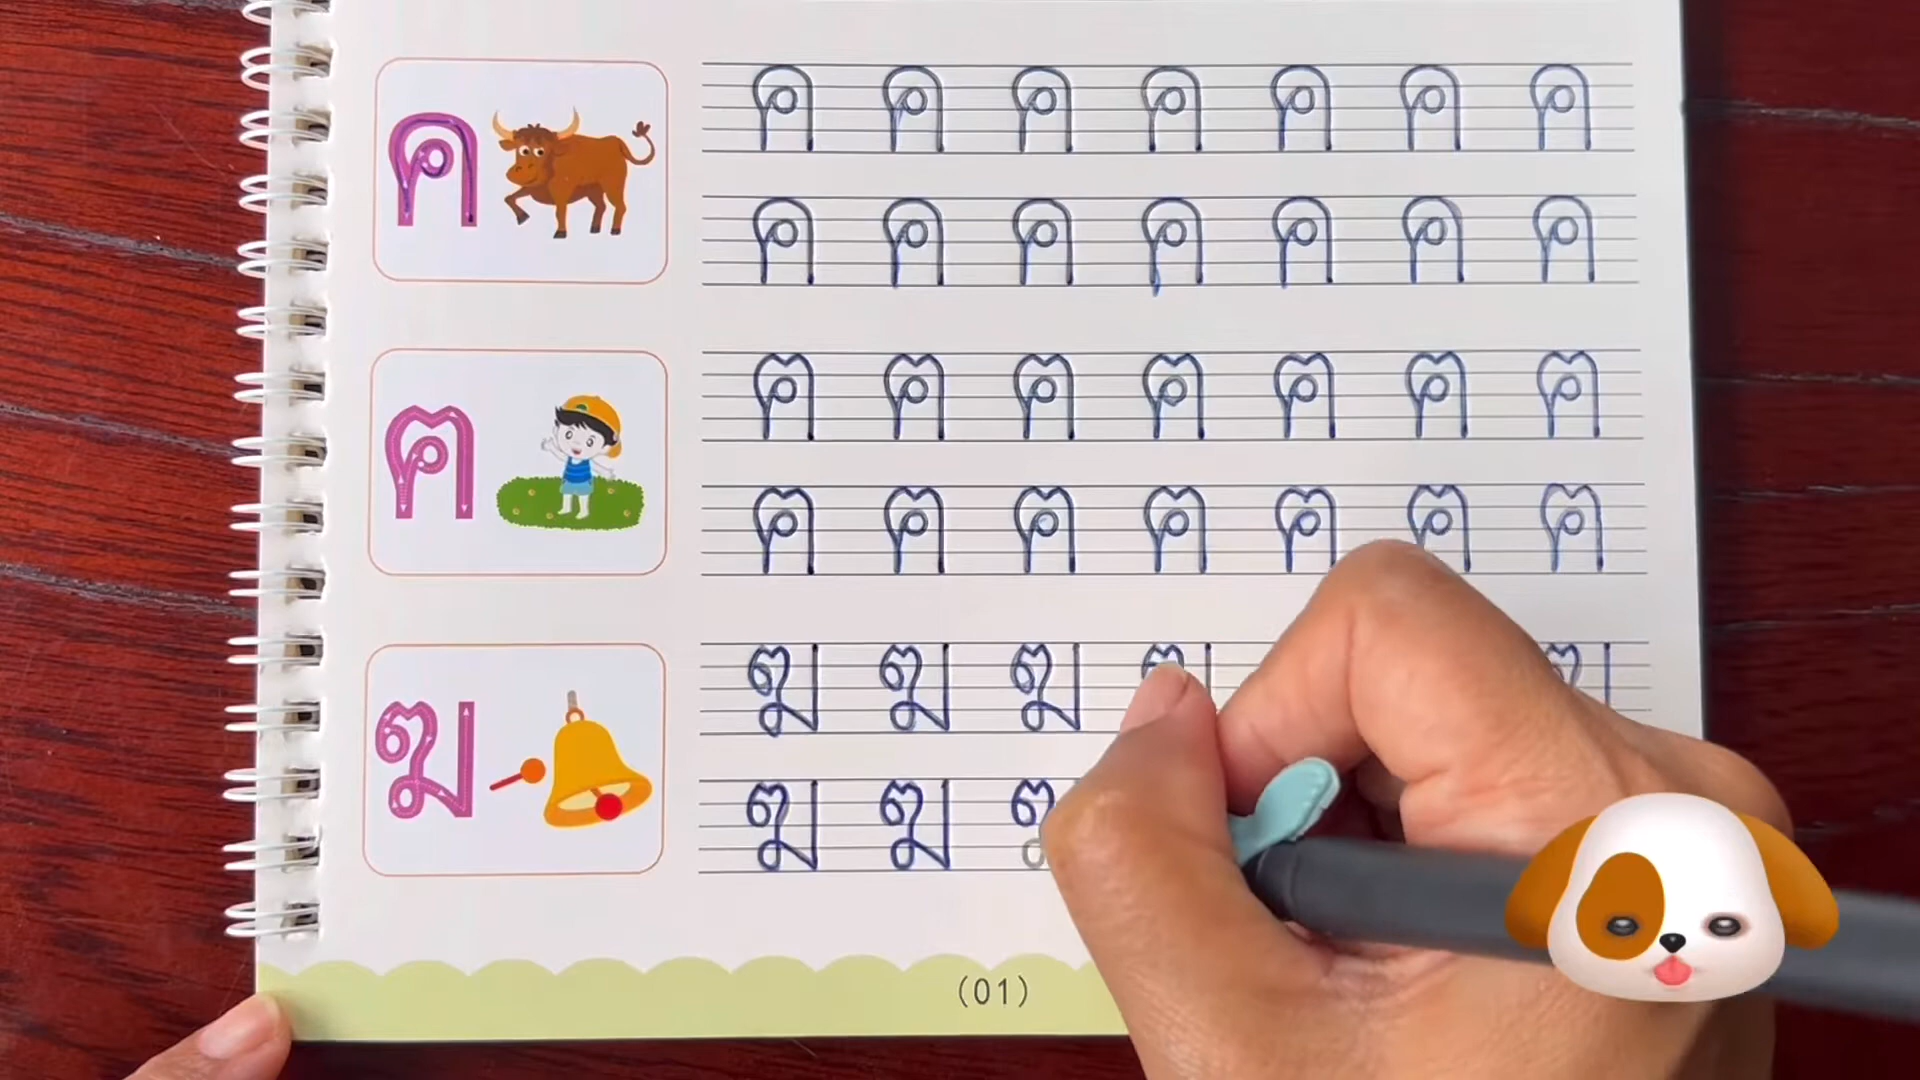 ค
ค ค ค ค ค ค ค
ค ค ค ค ค ค ค
ฅ
ฅ ฅ ฅ ฅ ฅ ฅ ฅ
ฅ ฅ ฅ ฅ ฅ ฅ ฅ
ฆ
ฆ ฆ ฆ
ฆ ฆ
(01)